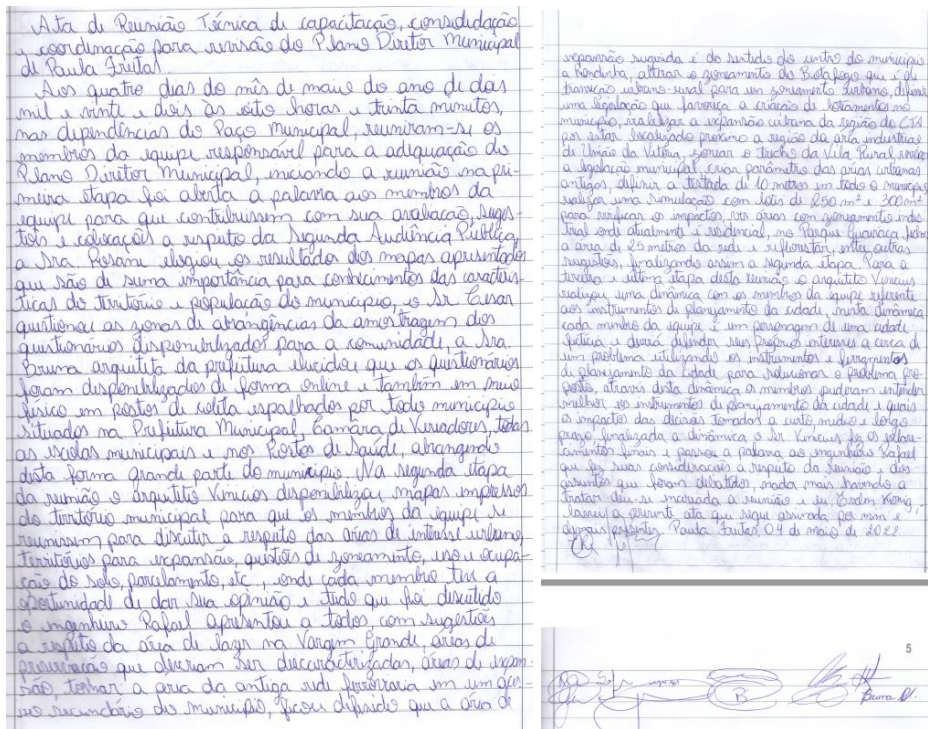 Ata de Reunião Técnica de capacitação, consolidação
e coordenação para revisão do Plano Diretor Municipal
de Paula Freitas
Aos quatro dias do mês de maio do ano de dois
mil e vinte e dois às oito horas e trinta minutos,
nas dependências do Paço Municipal, reuniram-se os
membros da equipe responsável para a adequação do
Plano Diretor Municipal, iniciando a reunião na pri-
meira etapa foi aberta a palavra aos membros da
equipe para que contribuissem com sua avaliação, suges-
tões e colocações a respeito da Segunda Audiência Pública,
a Sra. Rosani elogiou os resultados dos mapas apresentados
que são de suma importância para conhecimentos das caracterís-
ticas do território e população do município, o Sr Cesar
questionou as zonas de abrangências da amostragem dos
questionários disponibilizados para a comunidade, a Sra.
Bruna arquiteta da prefeitura elucidou que os questionários
foram disponibilizados de forma online e também em meio
físico em postos de coleta espalhados por todo município
situados na Prefeitura Municipal, Câmara de Vereadores, todas
as escolas municipais e nos Postos de Saúde, abrangendo
desta forma grande parte do município. Na segunda etapa
da reunião o arquiteto Vinicius disponibilizou mapas impressos
do território municipal para que os membros da equipe se
reunissem para discutir a respeito das áreas de interesse urbano,
territórios para expansão, questões de zoneamento, uso e ocupa-
ção do solo, parcelamento, etc., onde cada membro teve a
oportunidade de dar sua opinião e tudo que foi discutido
o engenheiro Rafael apresentou a todos, com sugestões
a respeito da área de lazer na Vargem Grande, áreas de
preservação que deveriam ser descaracterizadas, áreas de expan-
são, tornar a área da antiga rede ferroviaria em um
secundário do município, ficou definido que a área de
expansão sugerida é do sentido do centro do município
a Rondinha, alterar o zoneamento do Botafogo que é de
transição urbano-rural para um zoneamento urbano, definir
uma legislação que favoreça a criação de loteamentos no
município, realizar a expansão urbana da região do
por estar localizado proximo a região da área industrial
de União da Vitória, zonear o trecho da Vila Rural,
a legislação municipal, criar parâmetro das áreas urbanas
antigas, definir a testada de 10 metros em todo o município,
realizar uma simulação com lotes de 250 m² e 300m²
para verificar os impactos, ver áreas com zoneamento indus-
trial onde atualmente é residencial, no Parque Guairacá
a área de 25 metros da rede e reflorestar, entre outras
sugestões, finalizando assim a segunda etapa. Para a
terceira e última etapa desta reunião o arquiteto Vinicius
realizou uma dinâmica com os membros da equipe referente
aos instrumentos de planejamento da cidade, nesta dinâmica
cada membro da equipe é um personagem de uma cidade
fictícia e deverá defender seus próprios interesses a cerca de
um problema utilizando os instrumentos e ferramentas
de planejamento da cidade para solucionar o problema pro-
posto, através desta dinâmica os membros puderam entender
melhor os instrumentos de planejamento da cidade e quais
os impactos das decisões tomadas a curto, médio e longo
prazo, finalizada a dinâmica o Sr. Vinicius fez os esclare-
cimentos finais e passou a palavra ao engenheiro Rafael
que fez suas considerações a respeito da reunião e dos
assuntos que foram debatidos, nada mais havendo a
tratar deu-se encerrada a reunião e eu
lavrei a presente ata que segue assinada por mim e
demais presentes. Paula Freitas, 04 de maio de 2022
5
Bruna